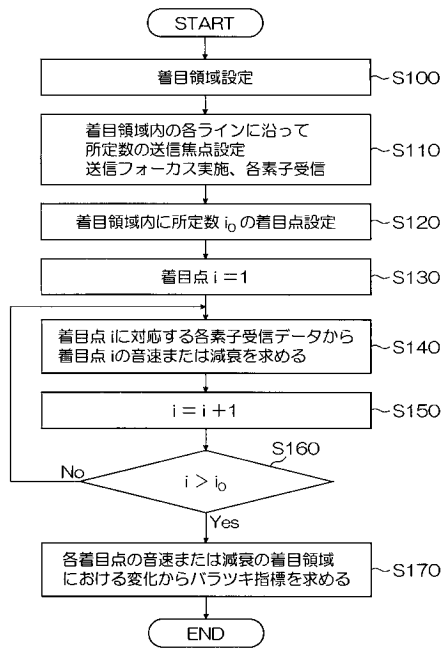 START
着目領域設定
S100
着目領域内の各ラインに沿って
所定数の送信焦点設定
送信フォーカス実施、各素子受信
S110
着目領域内に所定数 i₀ の着目点設定
S120
着目点 i = 1
S130
着目点 iに対応する各素子受信データから
着目点 iの音速または減衰を求める
S140
i = i + 1
S150
S160
i > i₀
No
Yes
各着目点の音速または減衰の着目領域
における変化からバラツキ指標を求める
S170
END